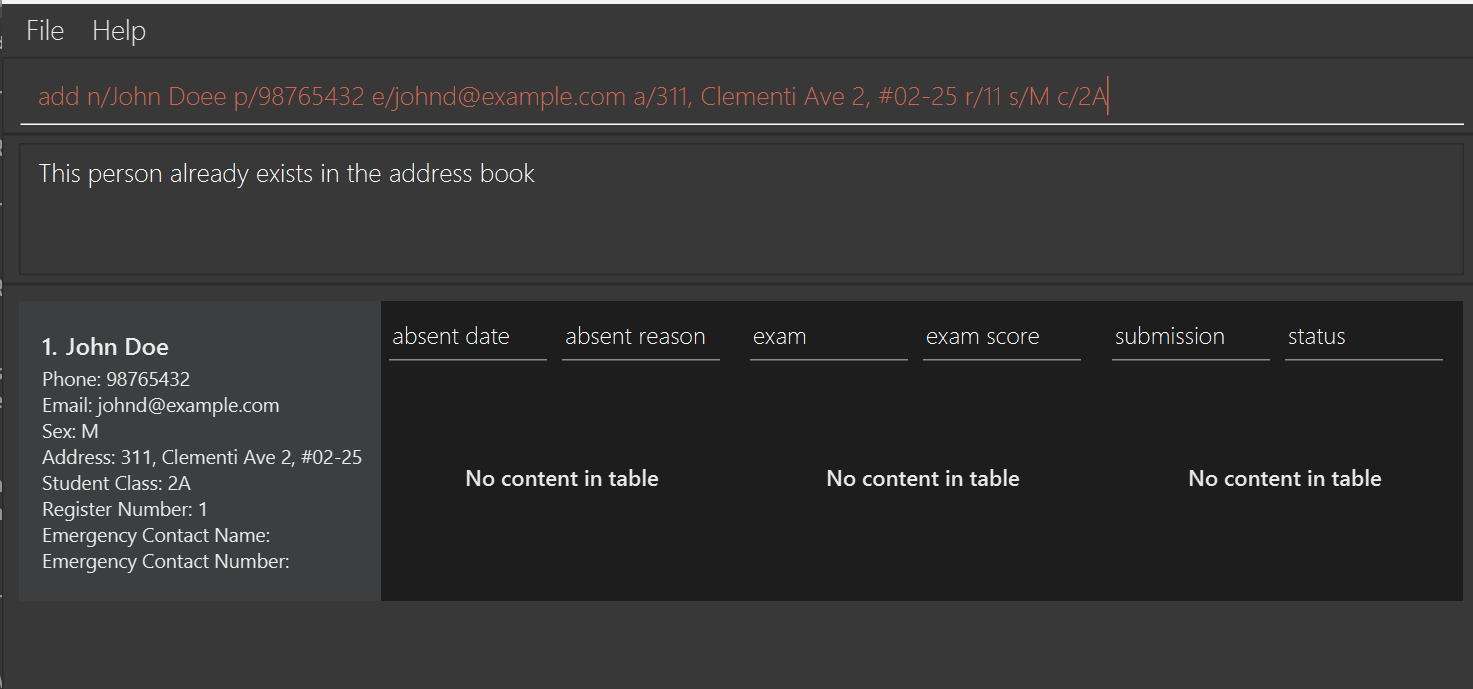 File Help
add n/John Doee p/98765432 e/johnd@example.com a/311, Clementi Ave 2, #02-25 r/11 s/M c/2A
This person already exists in the address book
1. John Doe
Phone: 98765432
Email: johnd@example.com
Sex: M
Address: 311, Clementi Ave 2, #02-25
Student Class: 2A
Register Number: 1
Emergency Contact Name:
Emergency Contact Number:
absent date absent reason exam exam score submission status
No content in table No content in table No content in table